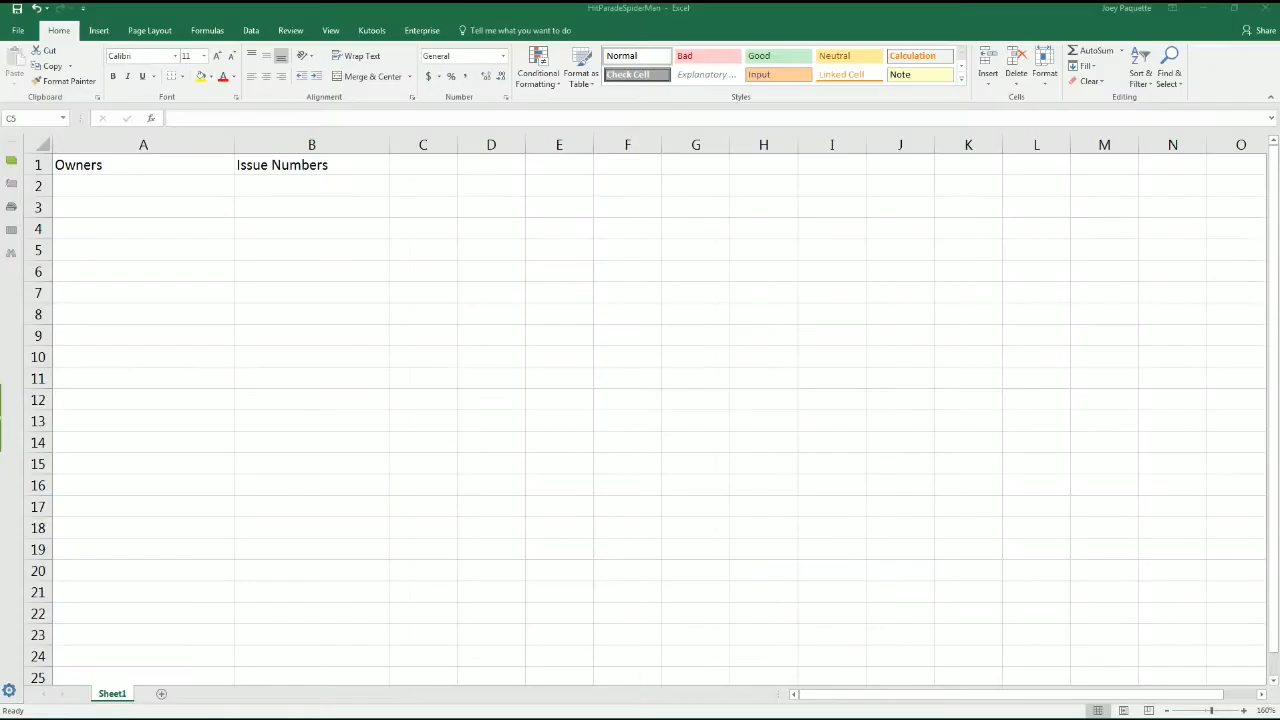 HitParadeSpiderMan - Excel
Joey Paquette
File Home Insert Page Layout Formulas Data Review View Kutools Enterprise Tell me what you want to do Share
Paste Cut Copy Format Painter Clipboard
Calibri 11 B I U A Font
Wrap Text Merge & Center Alignment
General $ % , Number
Conditional Formatting Format as Table
Normal Bad Good Neutral Calculation
Check Cell Explanatory ... Input Linked Cell Note
Styles
Insert Delete Format Cells
AutoSum Fill Clear Sort & Filter Find & Select Editing
C5 fx
A B C D E F G H I J K L M N O
1 Owners Issue Numbers
2
3
4
5
6
7
8
9
10
11
12
13
14
15
16
17
18
19
20
21
22
23
24
25
Sheet1
Ready 160%